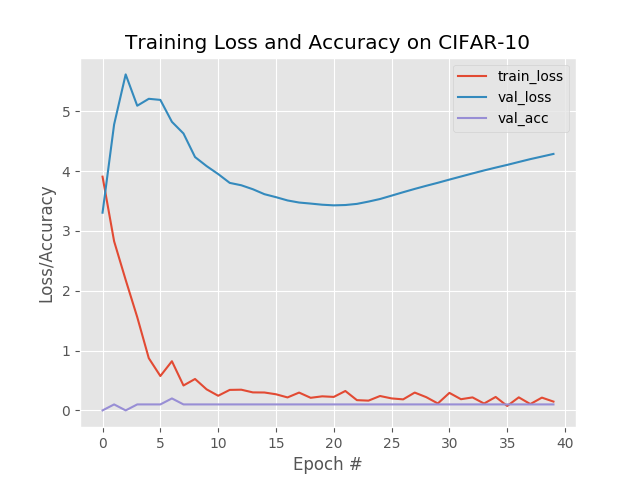 Training Loss and Accuracy on CIFAR-10
train_loss
val_loss
val_acc
Loss/Accuracy
5
4
3
2
1
0
0 5 10 15 20 25 30 35 40
Epoch #